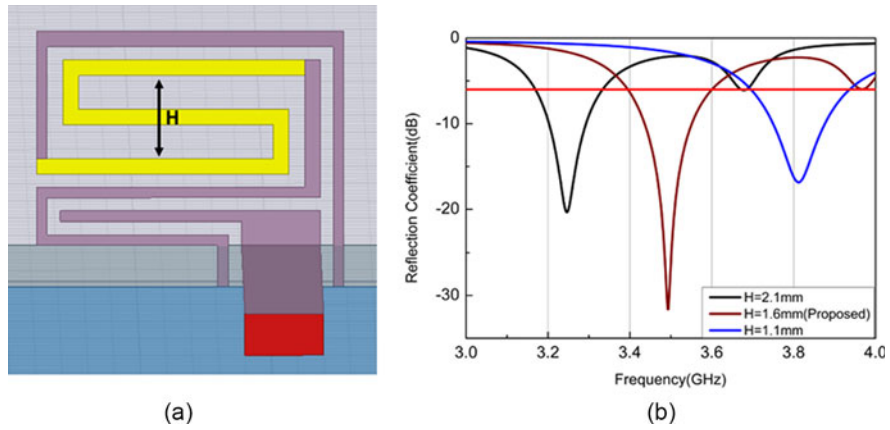 H
(a)
Reflection Coefficient(dB)
0
-10
-20
-30
3.0 3.2 3.4 3.6 3.8 4.0
Frequency(GHz)
H=2.1mm
H=1.6mm(Proposed)
H=1.1mm
(b)